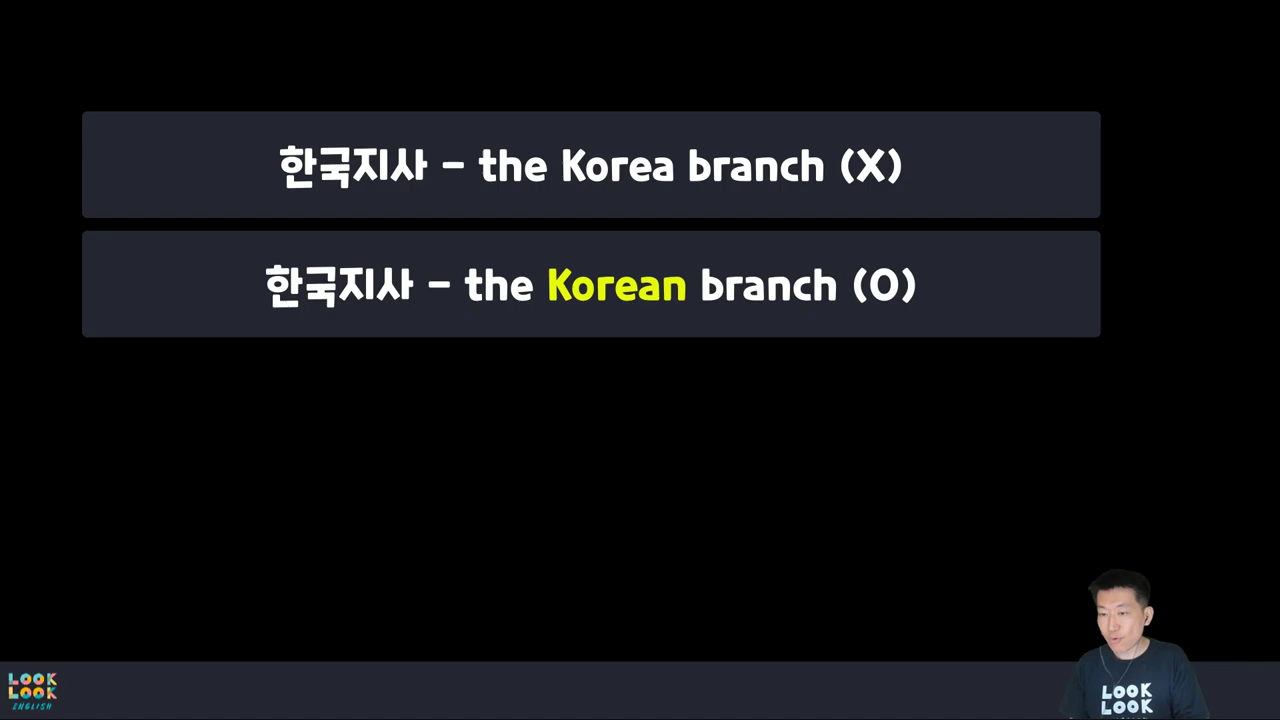 한국지사 - the Korea branch (X)
한국지사 - the Korean branch (O)
LOOK
LOOK
ENGLISH
LOOK
LOOK